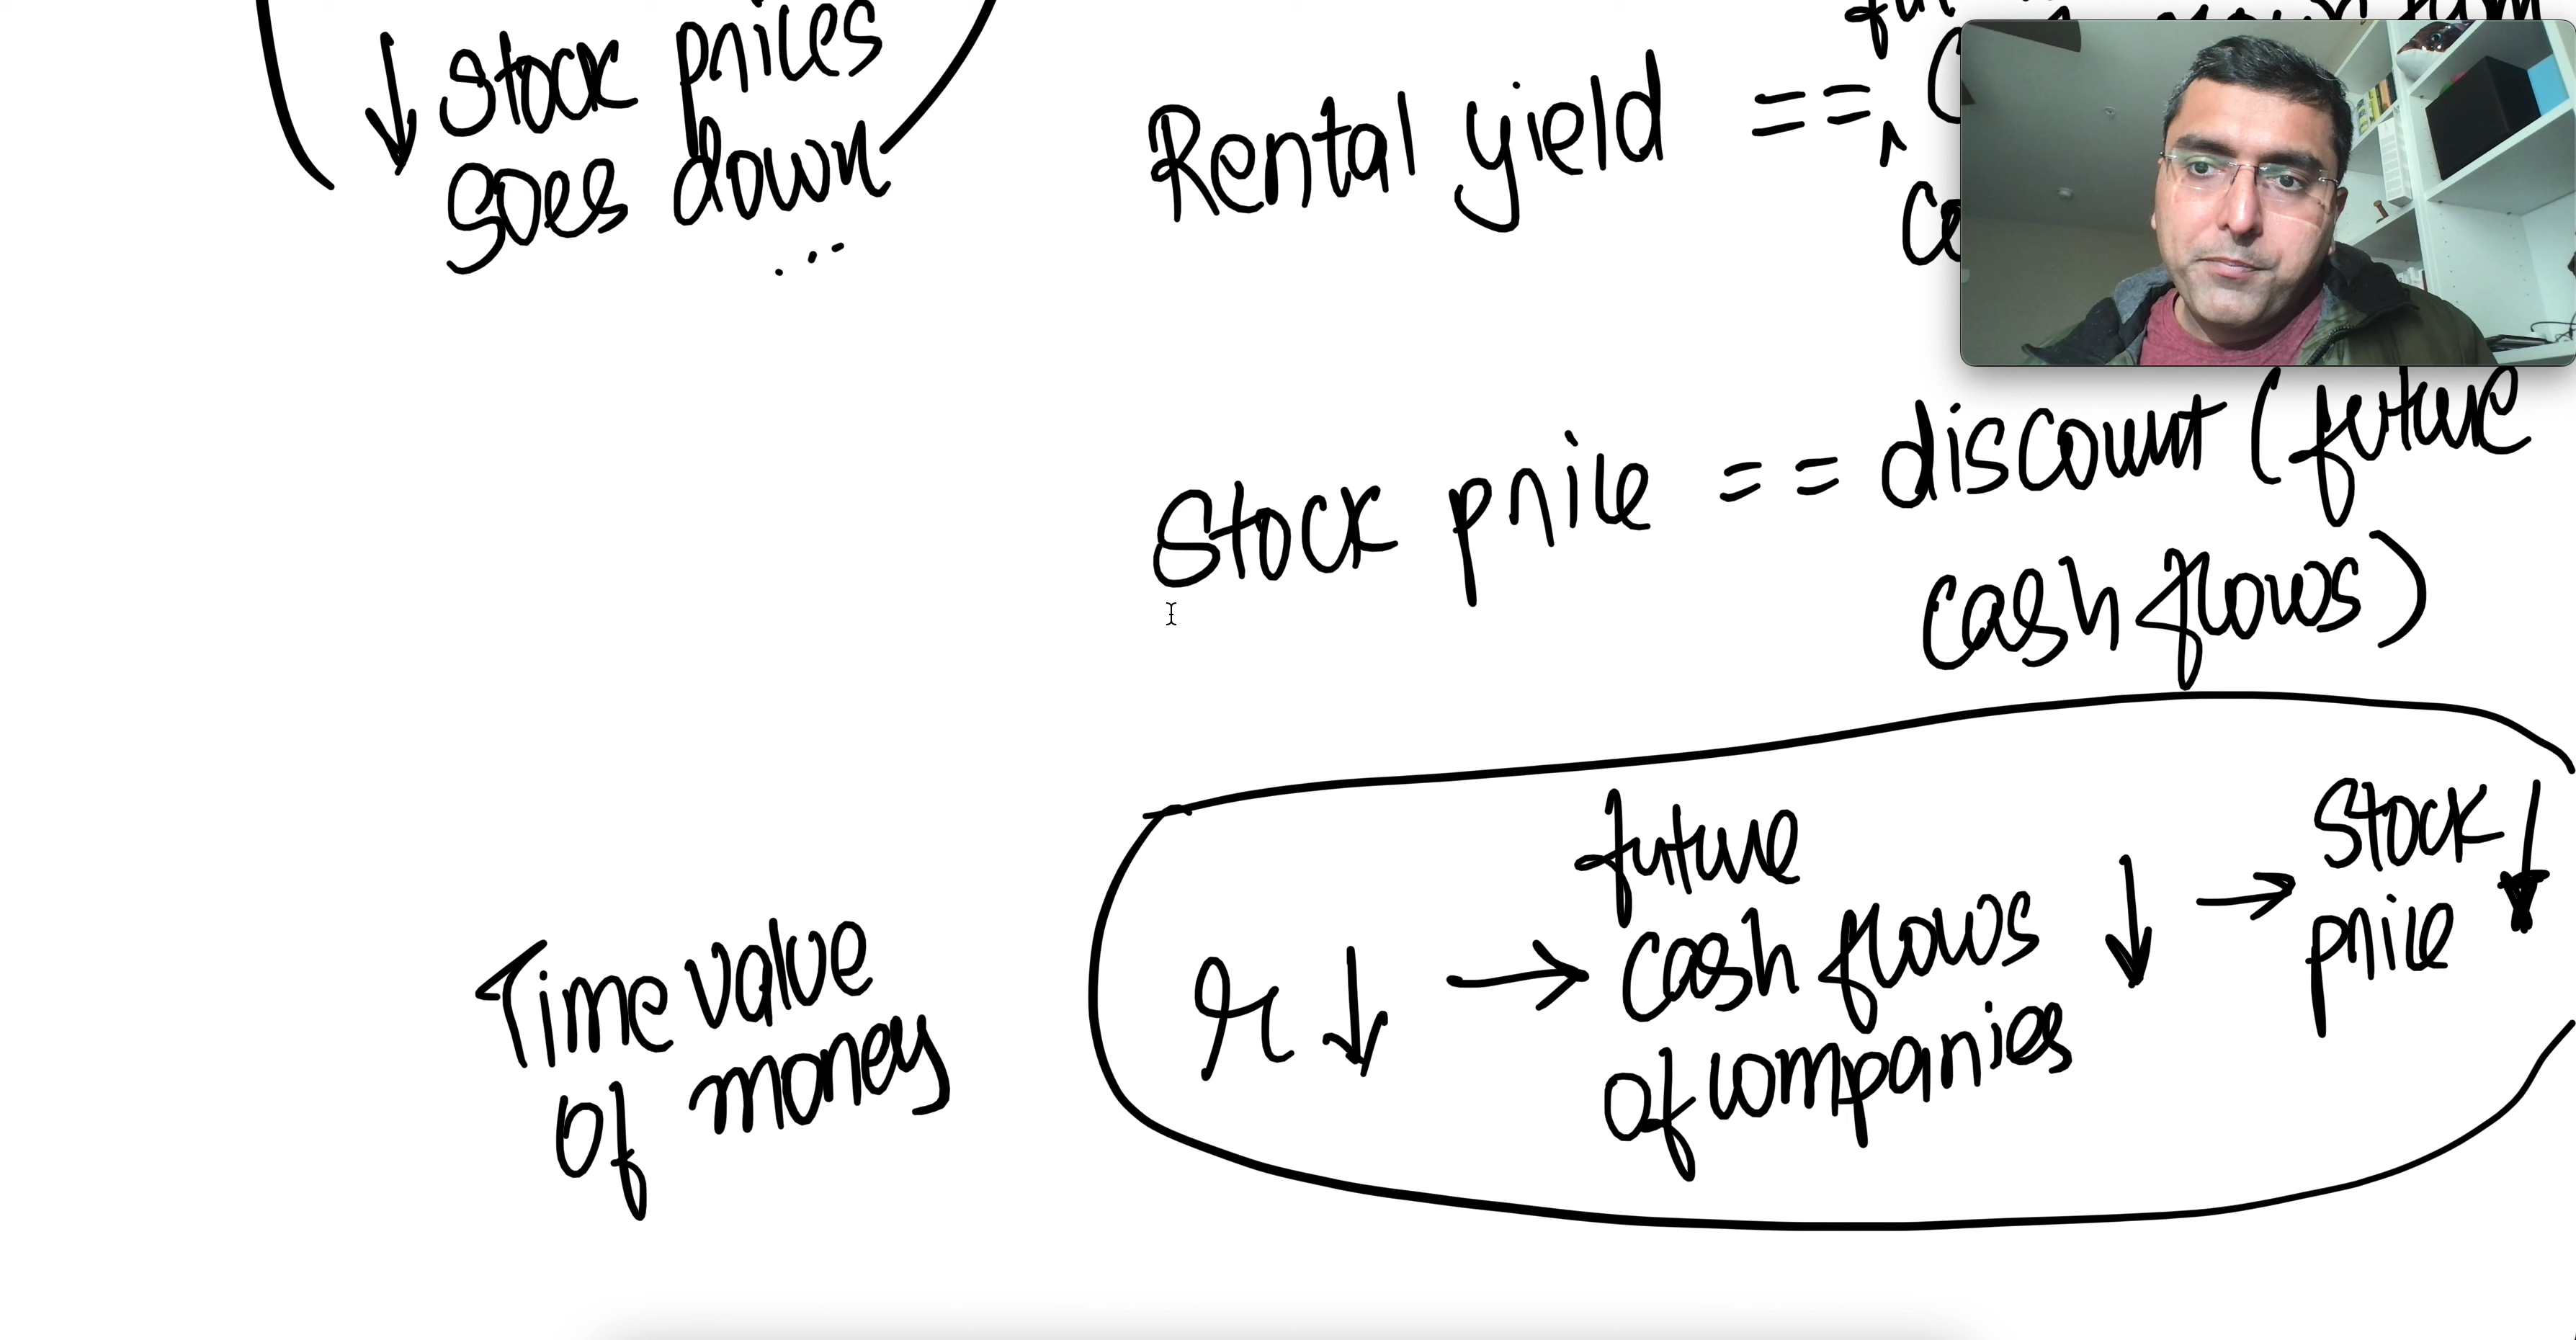 ↓ Stock prices
goes down
...
Rental yield ==
Stock price == discount (future
cash flows)
Time value
of money
r ↓ → future
cash flows ↓
of companies
→ Stock
price ↓